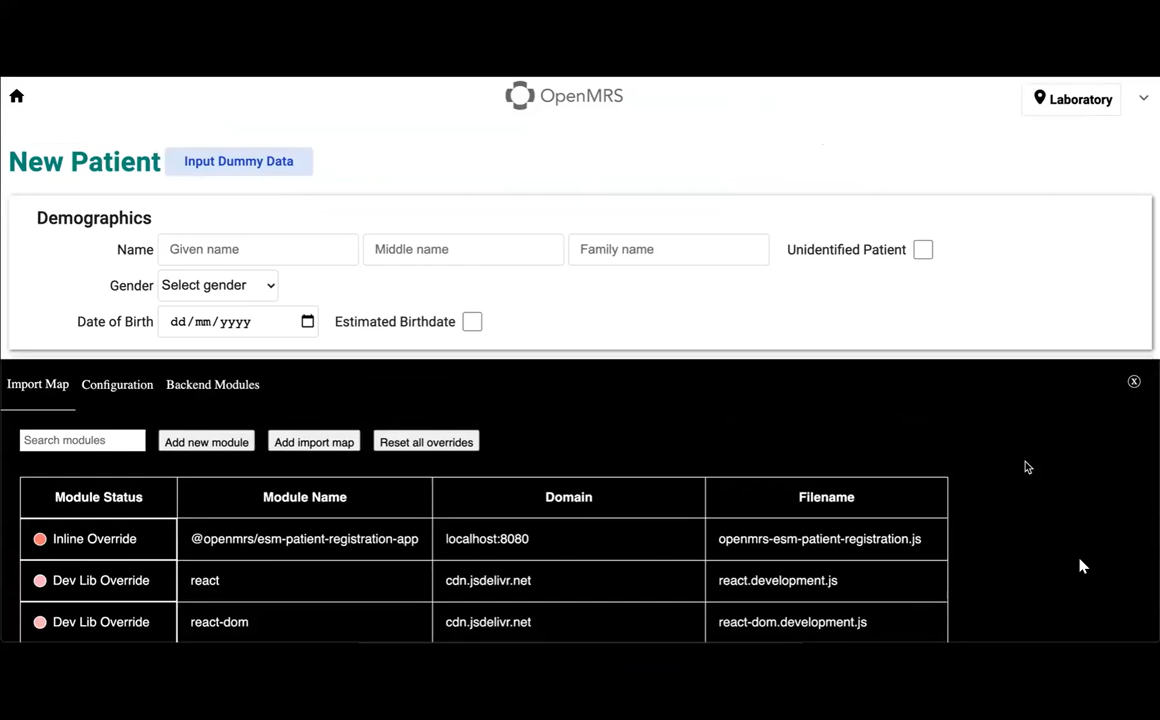 OpenMRS
Laboratory
New Patient
Input Dummy Data
Demographics
Name Given name Middle name Family name Unidentified Patient
Gender Select gender
Date of Birth dd/mm/yyyy Estimated Birthdate
Import Map Configuration Backend Modules
Search modules Add new module Add import map Reset all overrides
Module Status Module Name Domain Filename
Inline Override @openmrs/esm-patient-registration-app localhost:8080 openmrs-esm-patient-registration.js
Dev Lib Override react cdn.jsdelivr.net react.development.js
Dev Lib Override react-dom cdn.jsdelivr.net react-dom.development.js